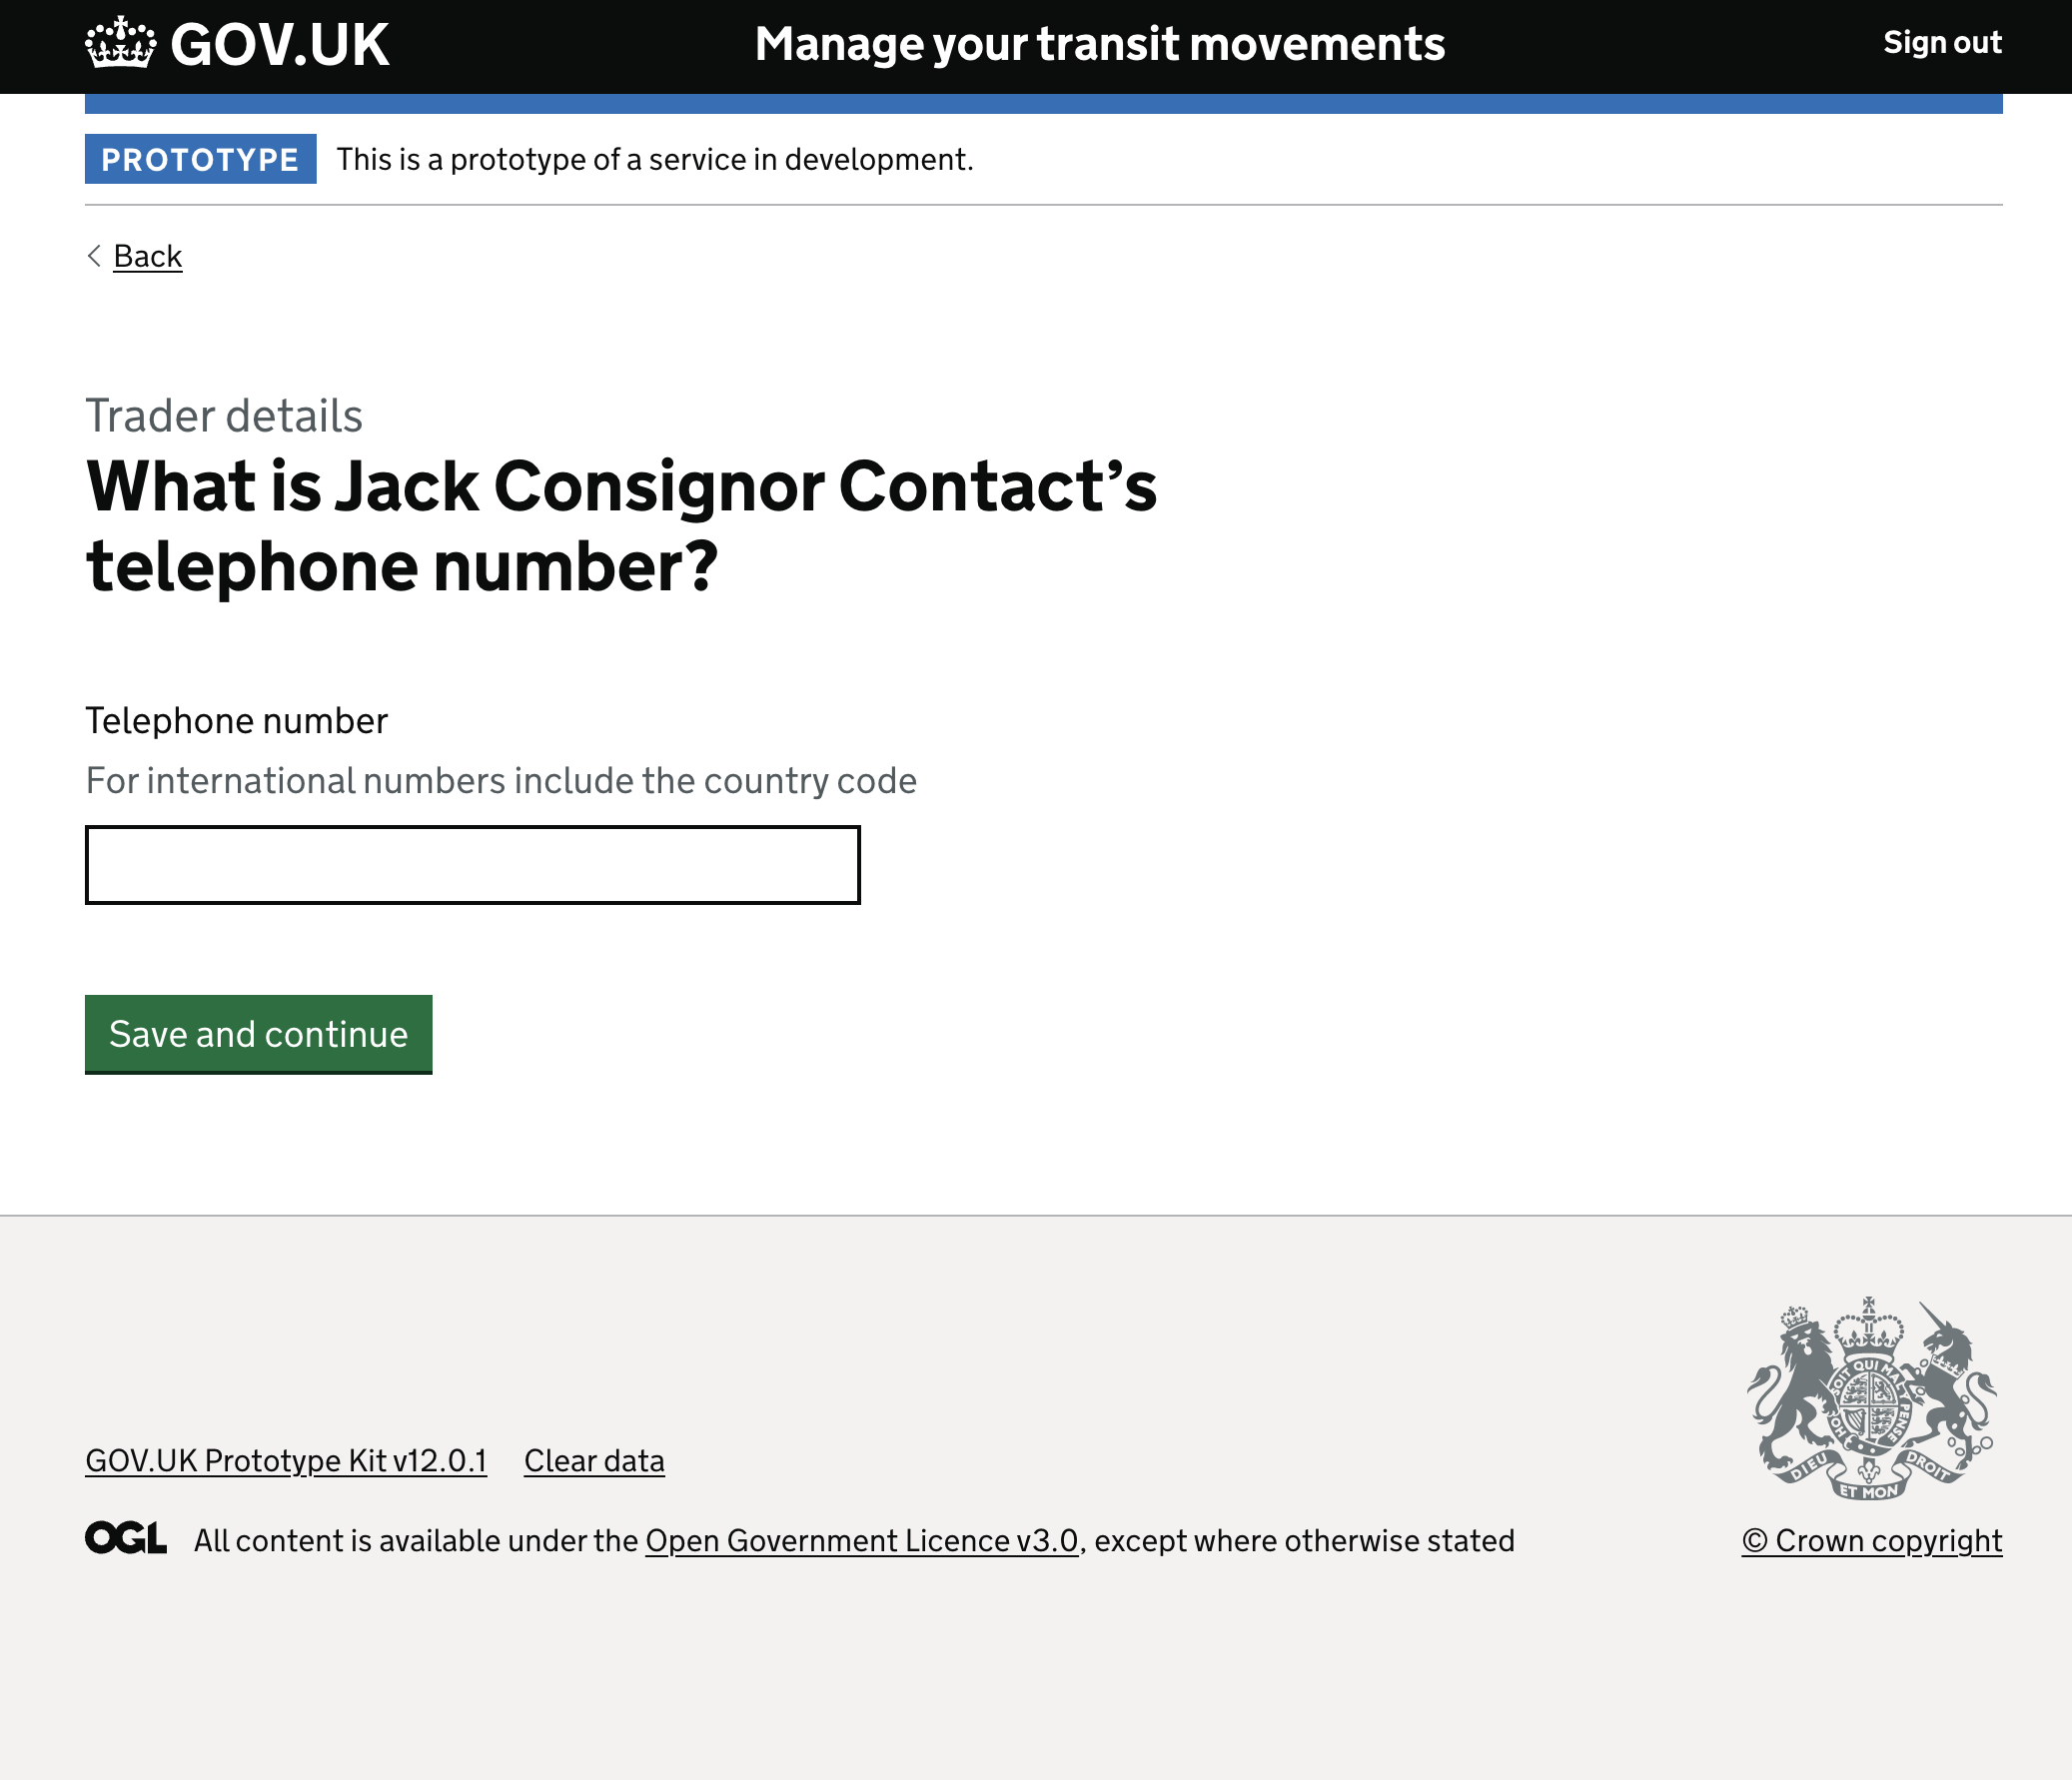 GOV.UK
Manage your transit movements
Sign out
PROTOTYPE This is a prototype of a service in development.
Back
Trader details
What is Jack Consignor Contact’s
telephone number?
Telephone number
For international numbers include the country code
Save and continue
GOV.UK Prototype Kit v12.0.1 Clear data
OGL All content is available under the Open Government Licence v3.0, except where otherwise stated
SOIT QUI MAL Y PENSE
HON
DIEU ET MON DROIT
© Crown copyright